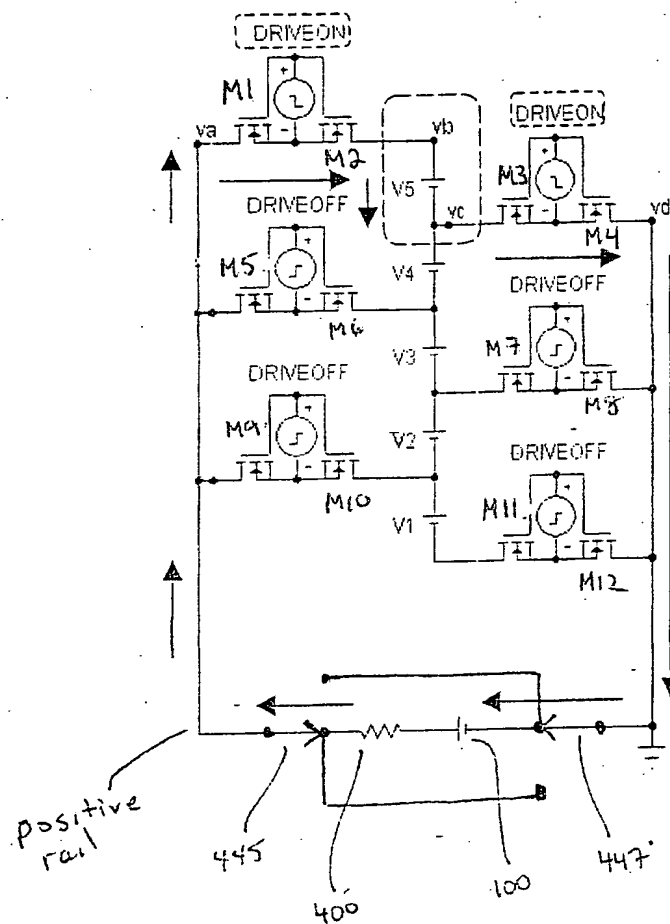 DRIVEON
M1
+
-
va
M2
vb
V5
vc
DRIVEON
M3
+
-
M4
vd
DRIVEOFF
M5
+
-
M6
V4
DRIVEOFF
M7
+
-
M8
V3
DRIVEOFF
M9
+
-
M10
V2
DRIVEOFF
M11
+
-
M12
V1
positive
rail
445
400
100
447